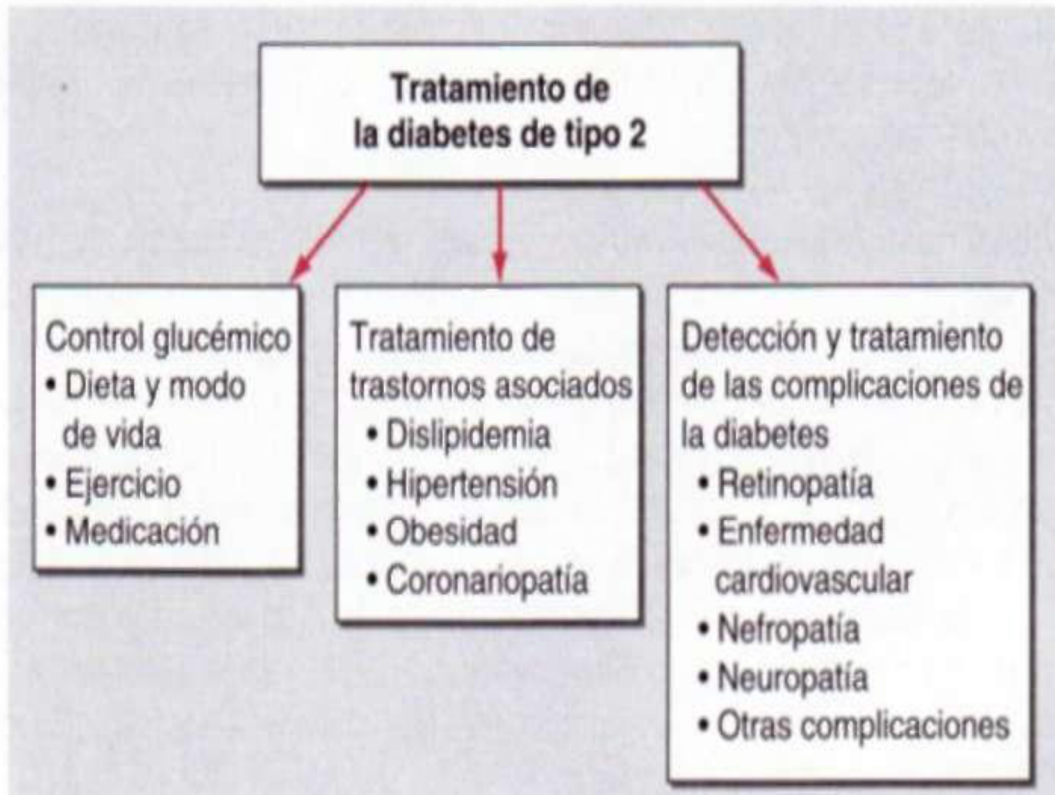 Tratamiento de
la diabetes de tipo 2
Control glucémico
• Dieta y modo
de vida
• Ejercicio
• Medicación
Tratamiento de
trastornos asociados
• Dislipidemia
• Hipertensión
• Obesidad
• Coronariopatía
Detección y tratamiento
de las complicaciones de
la diabetes
• Retinopatía
• Enfermedad
cardiovascular
• Nefropatía
• Neuropatía
• Otras complicaciones